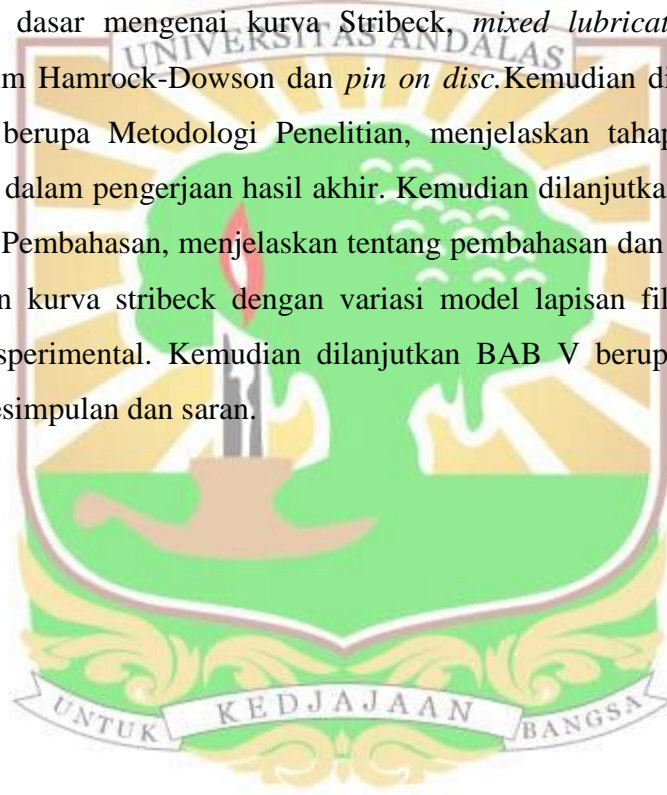 dasar mengenai kurva Stribeck, mixed lubricat
UNIVERSITAS ANDALAS
m Hamrock-Dowson dan pin on disc.Kemudian di
berupa Metodologi Penelitian, menjelaskan tahap
dalam pengerjaan hasil akhir. Kemudian dilanjutka
Pembahasan, menjelaskan tentang pembahasan dan
n kurva stribeck dengan variasi model lapisan fil
sperimental. Kemudian dilanjutkan BAB V berup
esimpulan dan saran.
UNTUK KEDJAJAAN BANGSA